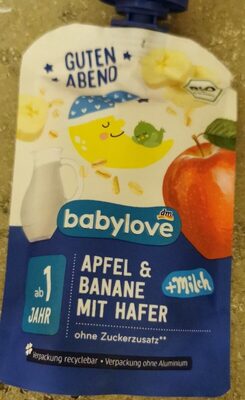 GUTEN
ABEND
BIO
dm
babylove
ab 1
JAHR
APFEL &
BANANE
MIT HAFER
+Milch
ohne Zuckerzusatz**
Verpackung recyclebar • Verpackung ohne Aluminium